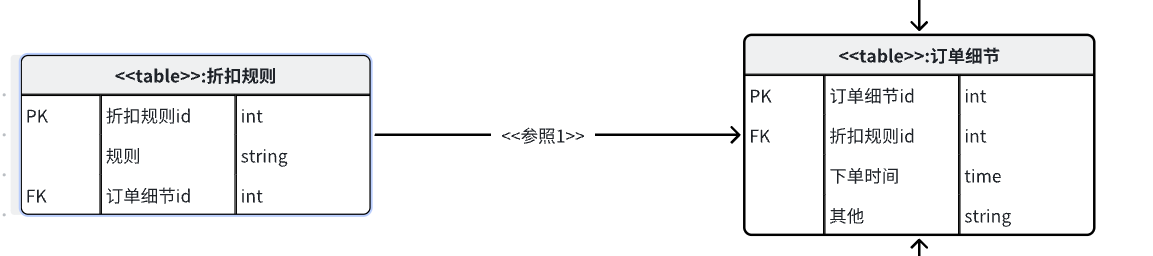 <<table>>:折扣规则
PK 折扣规则id int
规则 string
FK 订单细节id int
<<参照1>>
<<table>>:订单细节
PK 订单细节id int
FK 折扣规则id int
下单时间 time
其他 string